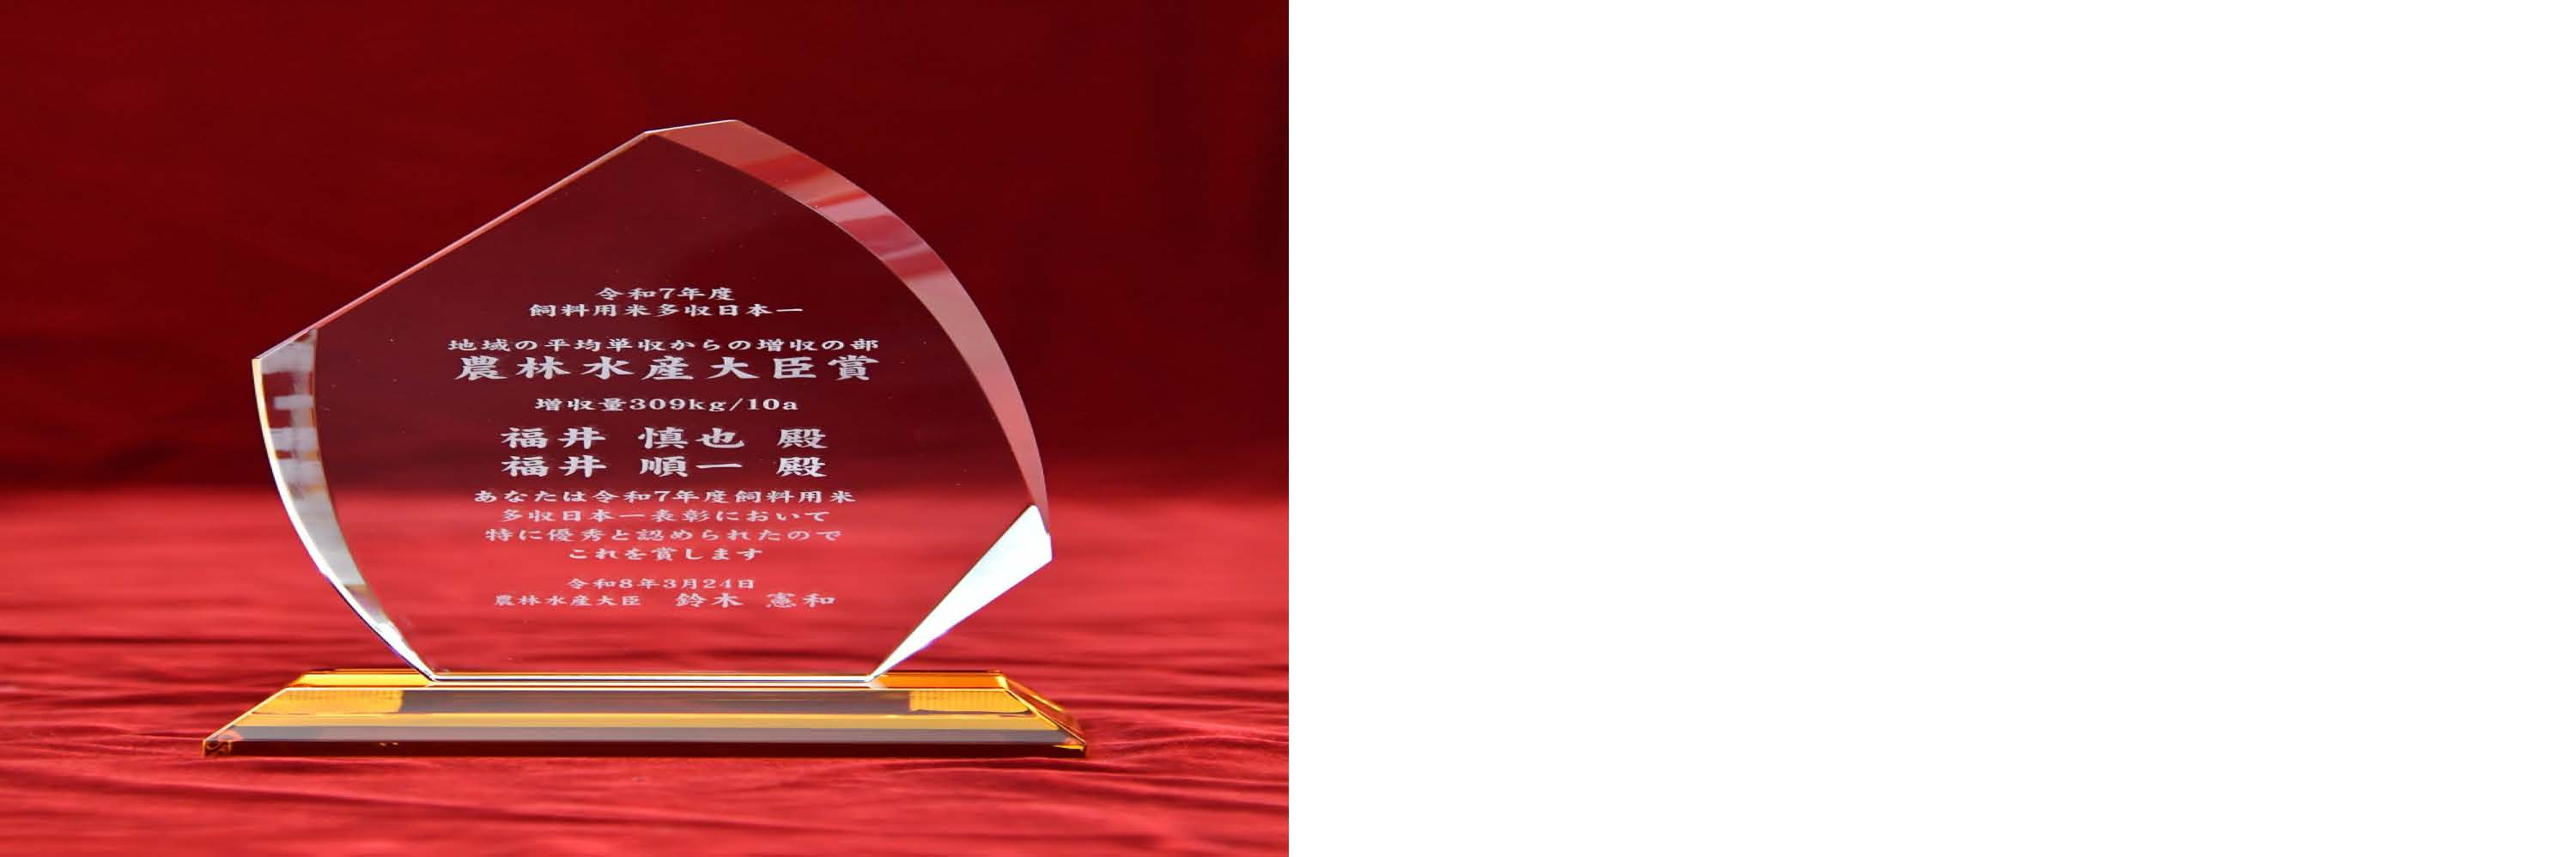 令和7年度
飼料用米多収日本一
地域の平均単収からの増収の部
農林水産大臣賞
増収量309kg/10a
福井 慎也 殿
福井 順一 殿
あなたは令和7年度飼料用米
多収日本一表彰において
特に優秀と認められたので
これを賞します
令和8年3月24日
農林水産大臣 鈴木 憲和